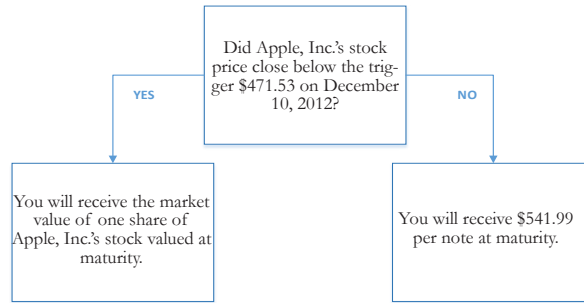 Did Apple, Inc.'s stock
price close below the trig-
ger $471.53 on December
10, 2012?
YES
NO
You will receive the market
value of one share of
Apple, Inc.'s stock valued at
maturity.
You will receive $541.99
per note at maturity.